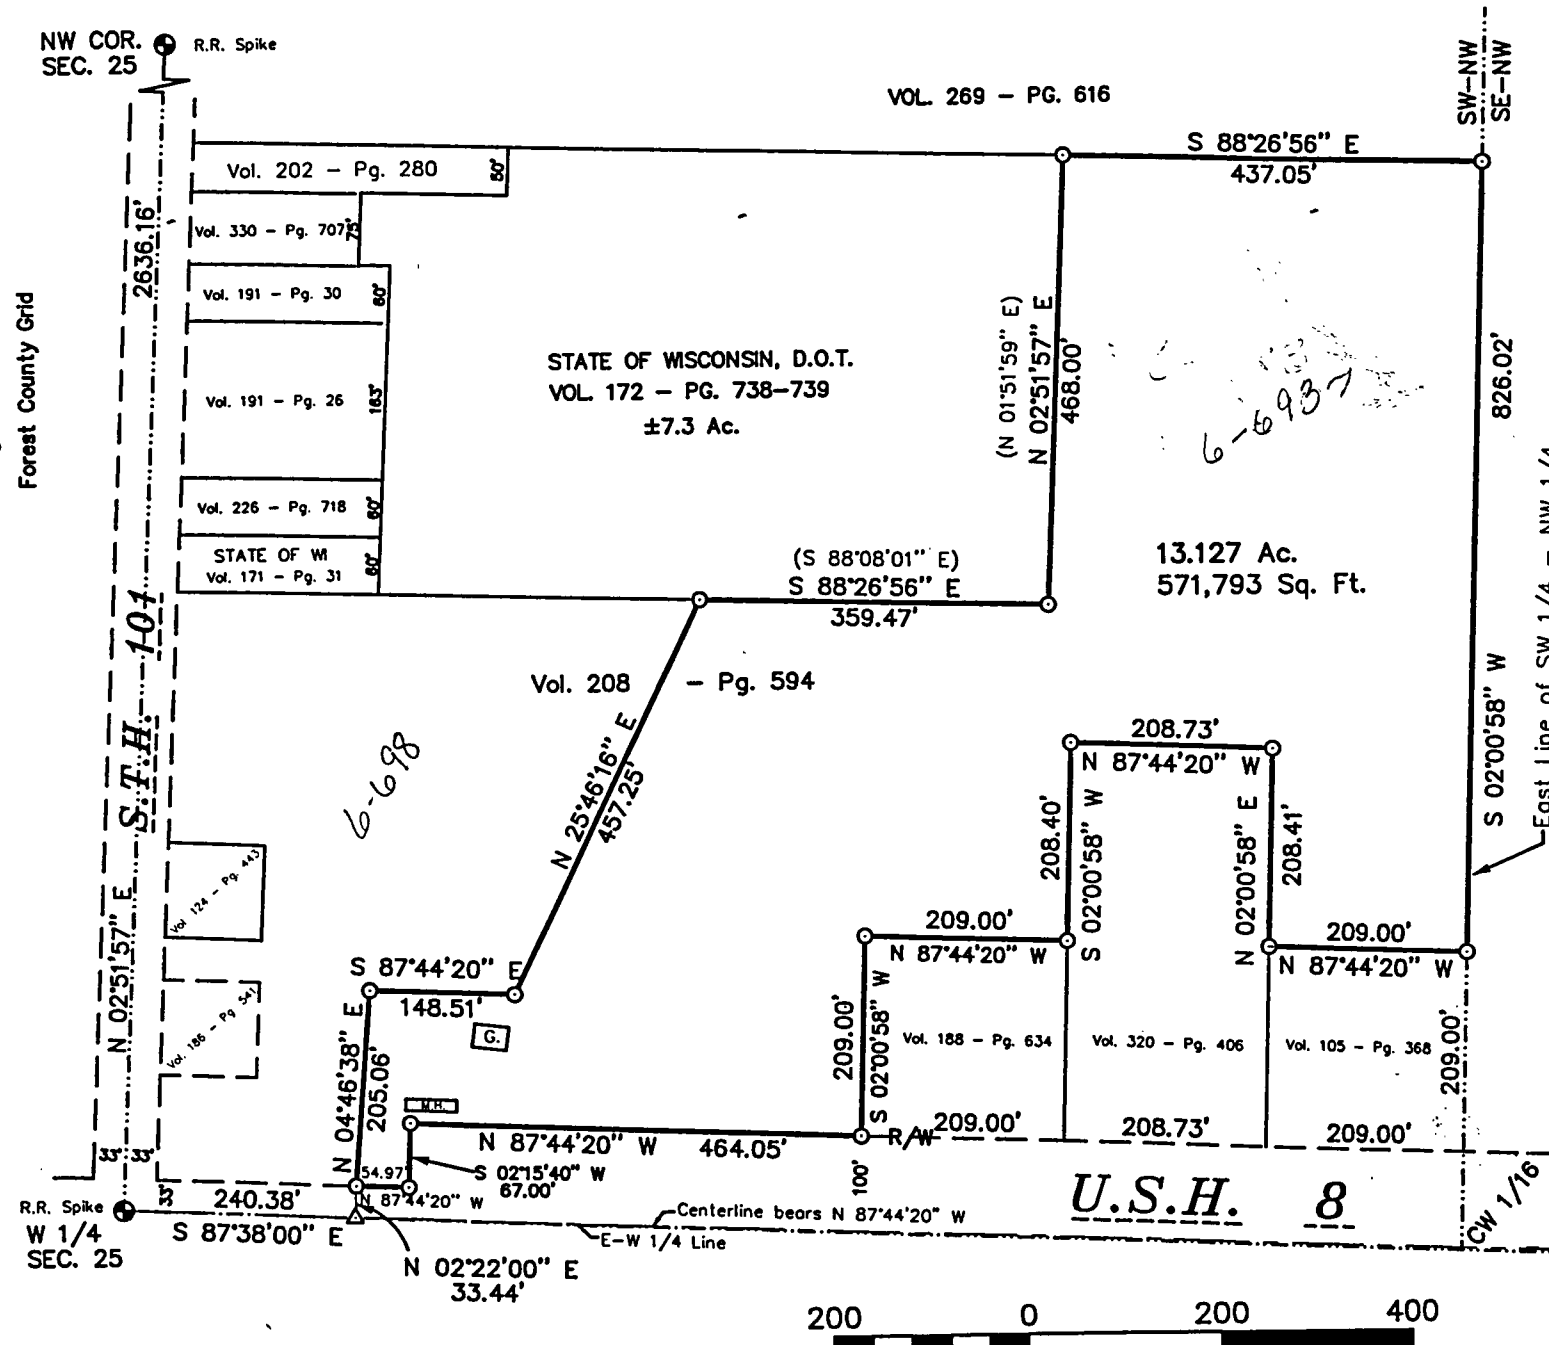 NW COR.
SEC. 25
R.R. Spike
VOL. 269 – PG. 616
SW–NW
SE–NW
S 88°26'56" E
437.05'
Vol. 202 – Pg. 280
50'
Vol. 330 – Pg. 707
75'
Vol. 191 – Pg. 30
60'
Vol. 191 – Pg. 26
163'
Vol. 226 – Pg. 718
60'
STATE OF WI
Vol. 171 – Pg. 31
60'
2636.16'
Forest County Grid
STATE OF WISCONSIN, D.O.T.
VOL. 172 – PG. 738–739
±7.3 Ac.
(N 01°51'59" E)
N 02°51'57" E
468.00'
6-6937
826.02'
13.127 Ac.
571,793 Sq. Ft.
(S 88°08'01" E)
S 88°26'56" E
359.47'
S.T.H. 101
Vol. 208 – Pg. 594
6-698
N 25°46'16" E
457.25'
S 02°00'58" W
East Line of SW 1/4 – NW 1/4
208.73'
N 87°44'20" W
208.40'
S 02°00'58" W
N 02°00'58" E
208.41'
Vol 124 – Pg. 443
N 02°51'57" E
Vol. 186 – Pg 541
209.00'
N 87°44'20" W
209.00'
N 87°44'20" W
S 87°44'20" E
148.51'
G.
N 04°46'38" E
205.06'
M.H.
209.00'
S 02°00'58" W
Vol. 188 – Pg. 634
Vol. 320 – Pg. 406
Vol. 105 – Pg. 368
209.00'
N 87°44'20" W
464.05'
R/W
209.00'
208.73'
209.00'
33'
33'
33'
54.97'
N 87°44'20" W
S 02°15'40" W
67.00'
100'
U.S.H. 8
CW 1/16
R.R. Spike
W 1/4
SEC. 25
240.38'
S 87°38'00" E
Centerline bears N 87°44'20" W
E–W 1/4 Line
N 02°22'00" E
33.44'
200
0
200
400